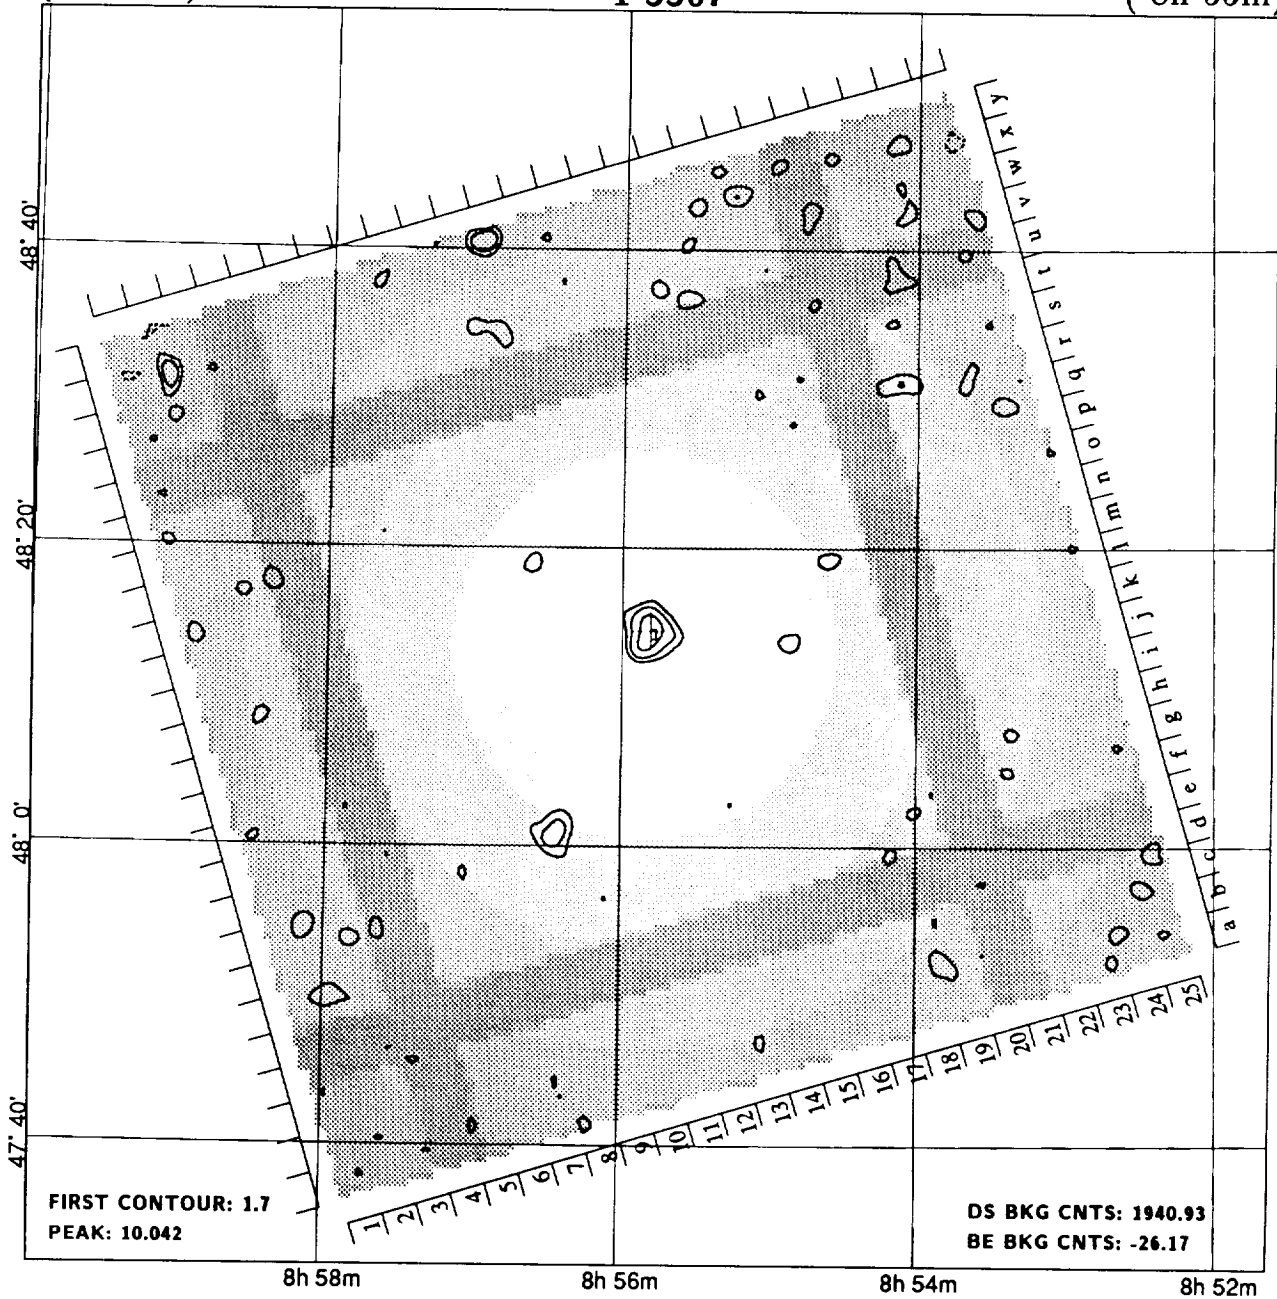 48° 40'
48° 20'
48° 0'
47° 40'
a b c d e f g h i j k l m n o p q r s t u v w x y
1 2 3 4 5 6 7 8 9 10 11 12 13 14 15 16 17 18 19 20 21 22 23 24 25
FIRST CONTOUR: 1.7
PEAK: 10.042
DS BKG CNTS: 1940.93
BE BKG CNTS: -26.17
8h 58m
8h 56m
8h 54m
8h 52m